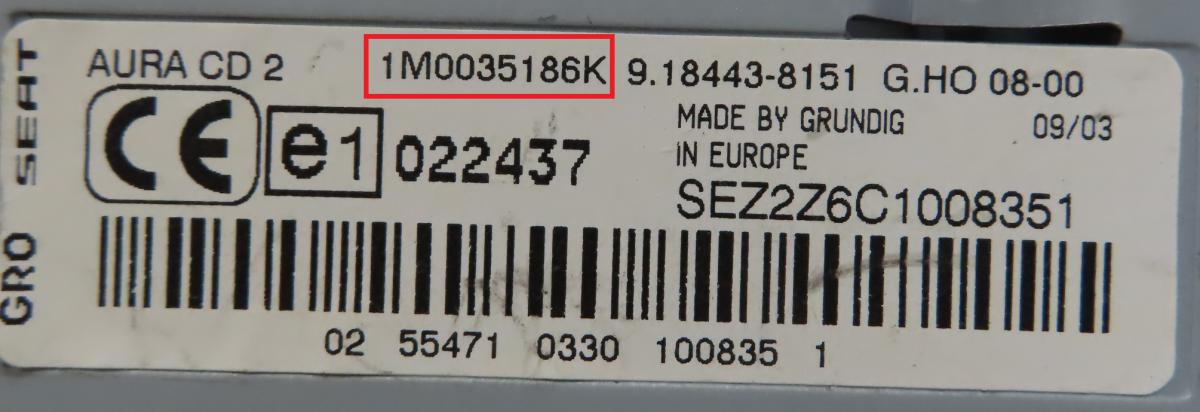 GRO SEAT
AURA CD 2 1M0035186K 9.18443-8151 G.HO 08-00
CE e1 022437
MADE BY GRUNDIG 09/03
IN EUROPE
SEZ2Z6C1008351
02 55471 0330 100835 1